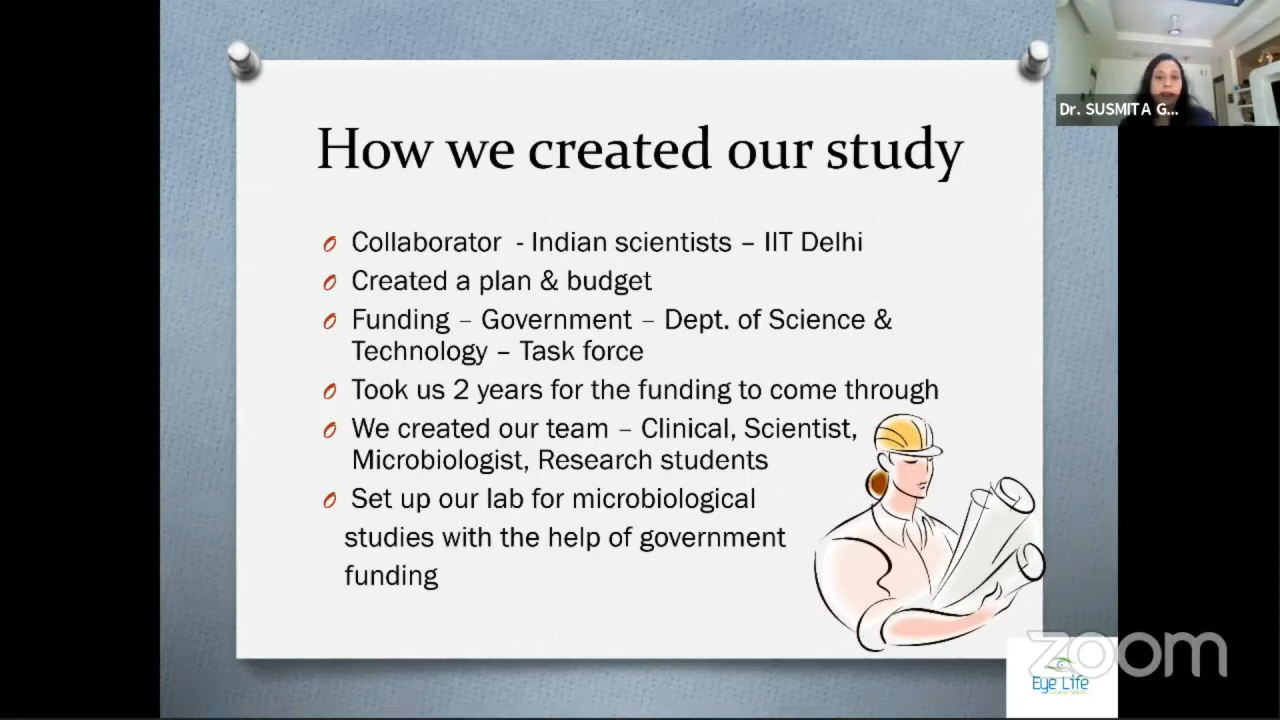 Dr. SUSMITA G...
How we created our study
Collaborator - Indian scientists – IIT Delhi
Created a plan & budget
Funding – Government – Dept. of Science &
Technology – Task force
Took us 2 years for the funding to come through
We created our team – Clinical, Scientist,
Microbiologist, Research students
Set up our lab for microbiological
studies with the help of government
funding
zoom
Eye Life